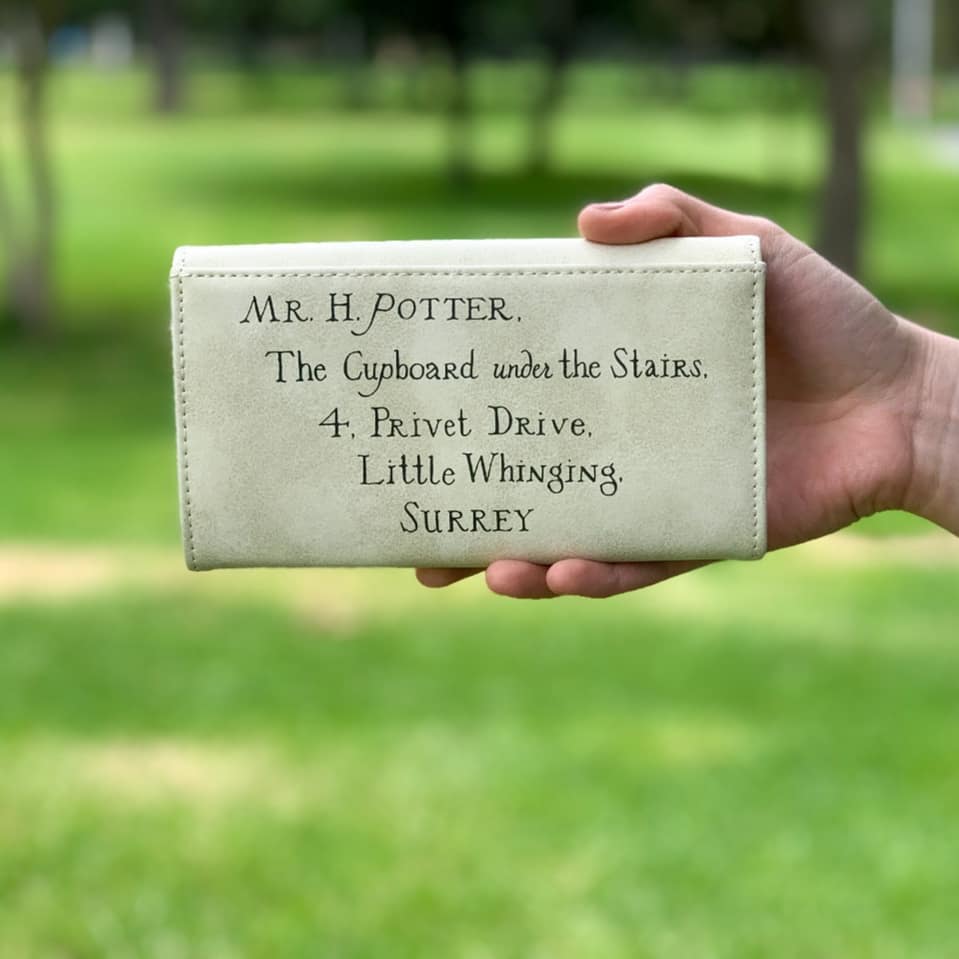 Mr. H. Potter,
The Cupboard under the Stairs,
4, Privet Drive,
Little Whinging,
Surrey